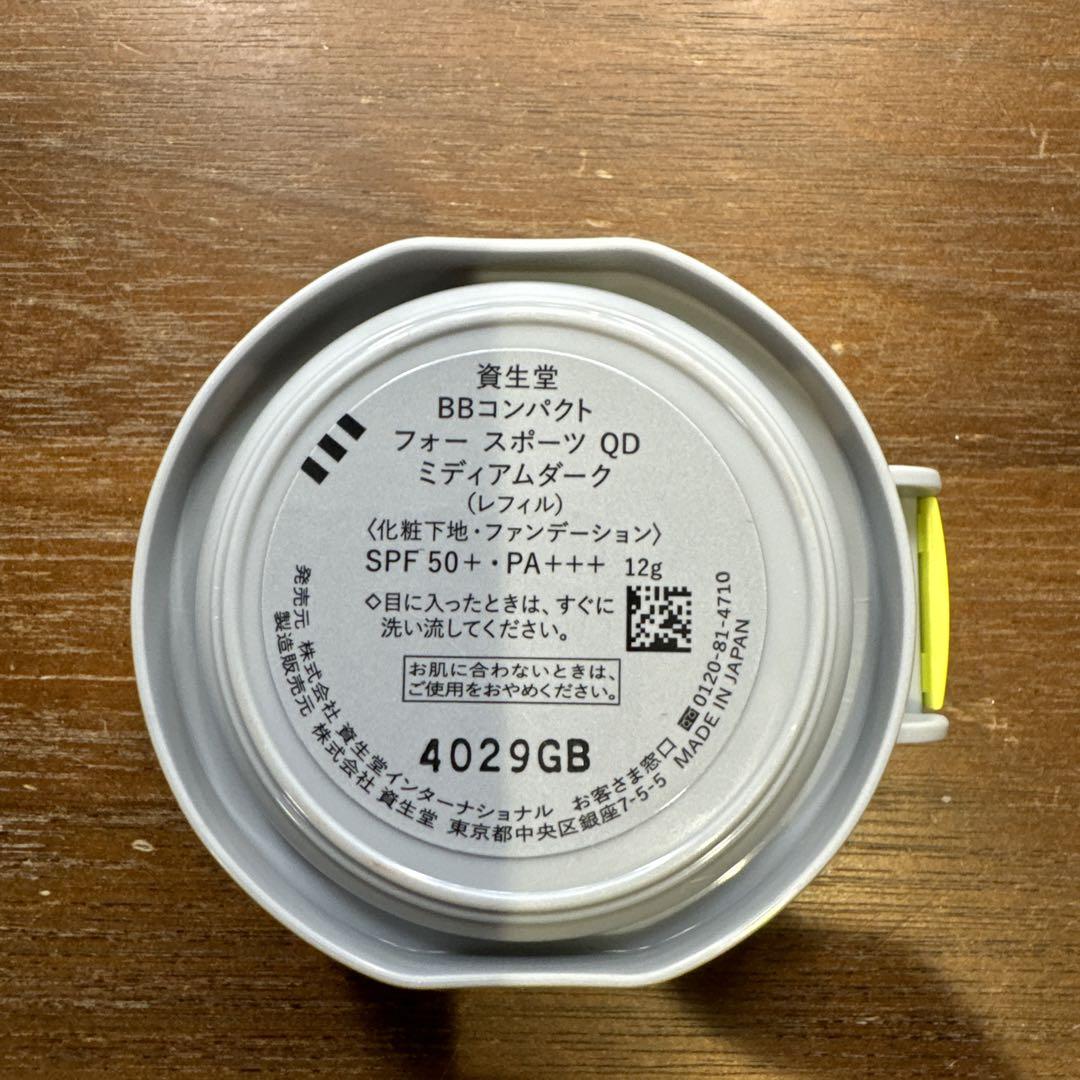 資生堂
BBコンパクト
フォー スポーツ QD
ミディアムダーク
(レフィル)
〈化粧下地・ファンデーション〉
SPF 50+・PA+++ 12g
◇目に入ったときは、すぐに
洗い流してください。
お肌に合わないときは、
ご使用をおやめください。
4029GB
発売元 株式会社 資生堂インターナショナル お客さま窓口 0120-81-4710
製造販売元 株式会社 資生堂 東京都中央区銀座7-5-5 MADE IN JAPAN